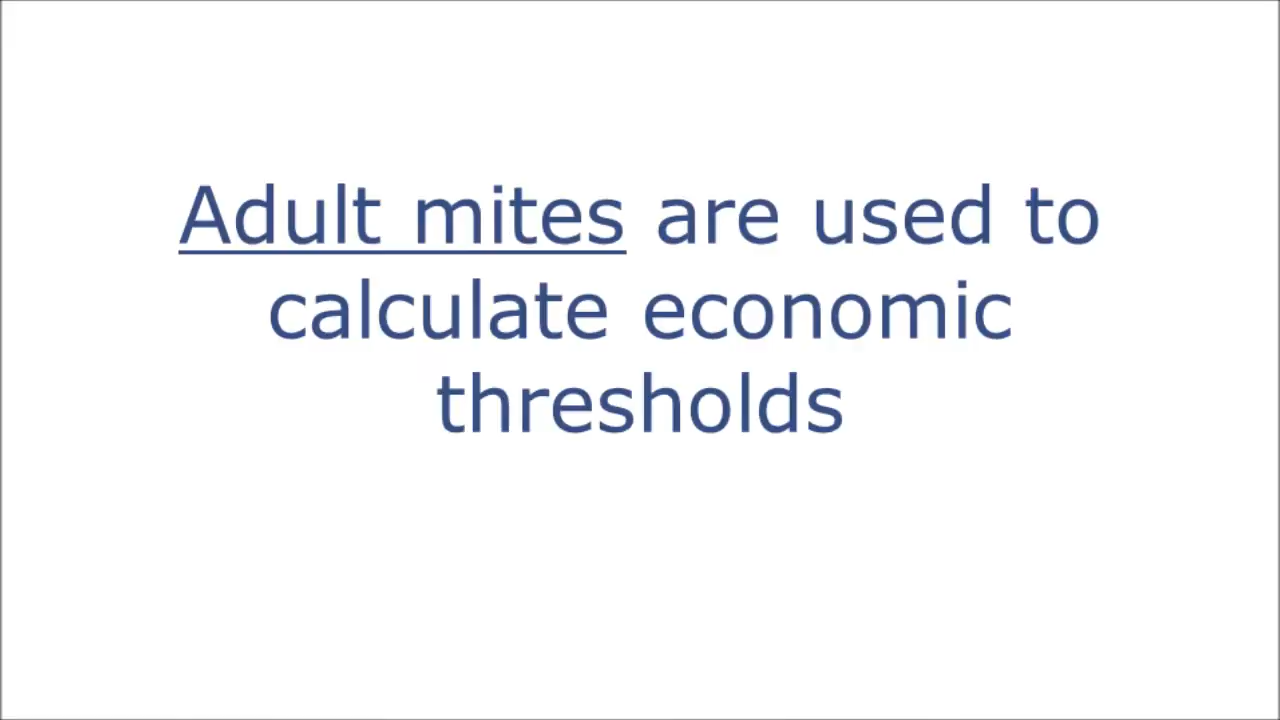 Adult mites are used to
calculate economic
thresholds